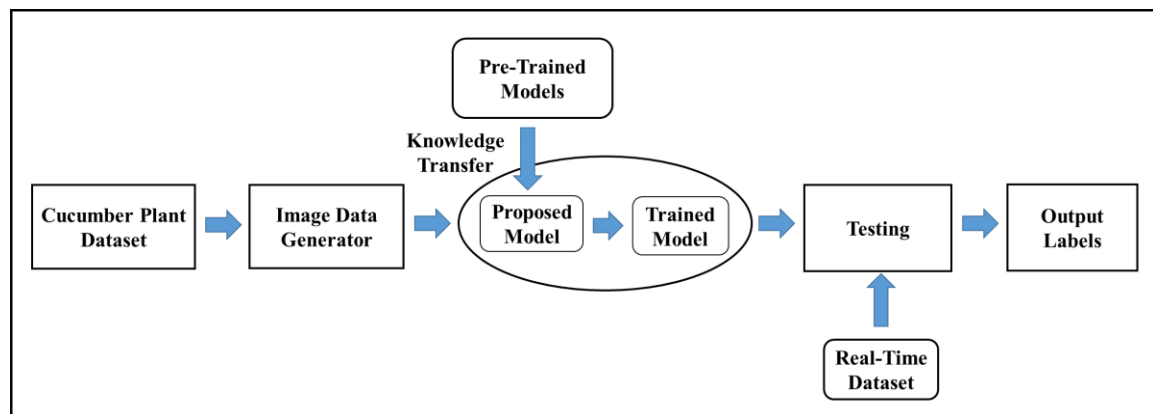 Pre-Trained
Models
Knowledge
Transfer
Cucumber Plant
Dataset
Image Data
Generator
Proposed
Model
Trained
Model
Testing
Output
Labels
Real-Time
Dataset